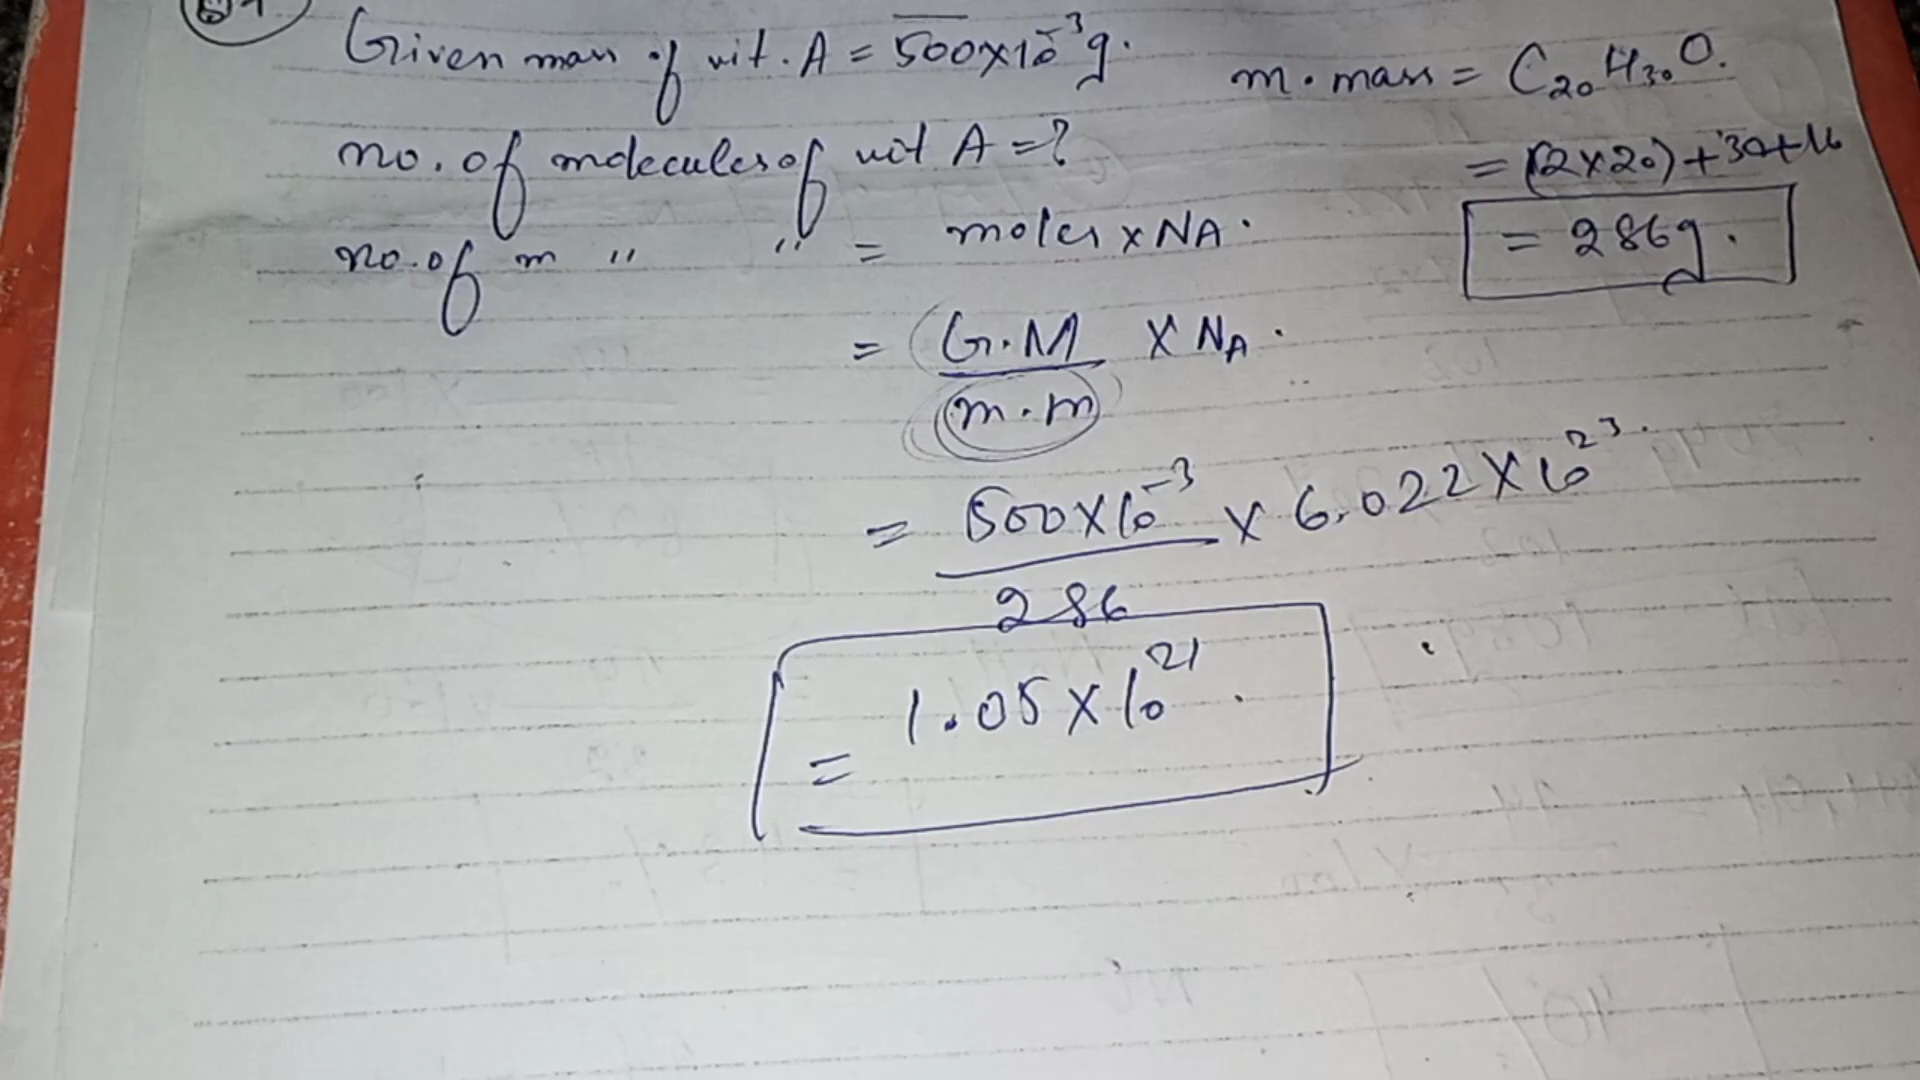 Given mass of vit. A = 500×10⁻³g.
m. mass = C₂₀H₃₀O.
= (12×20)+30+16
= 286g.
no. of molecules of vit A = ?
no. of m " " = moles × NA.
= G.M / m.m × NA.
= 500×10⁻³ / 286 × 6.022×10²³.
= 1.05×10²¹.